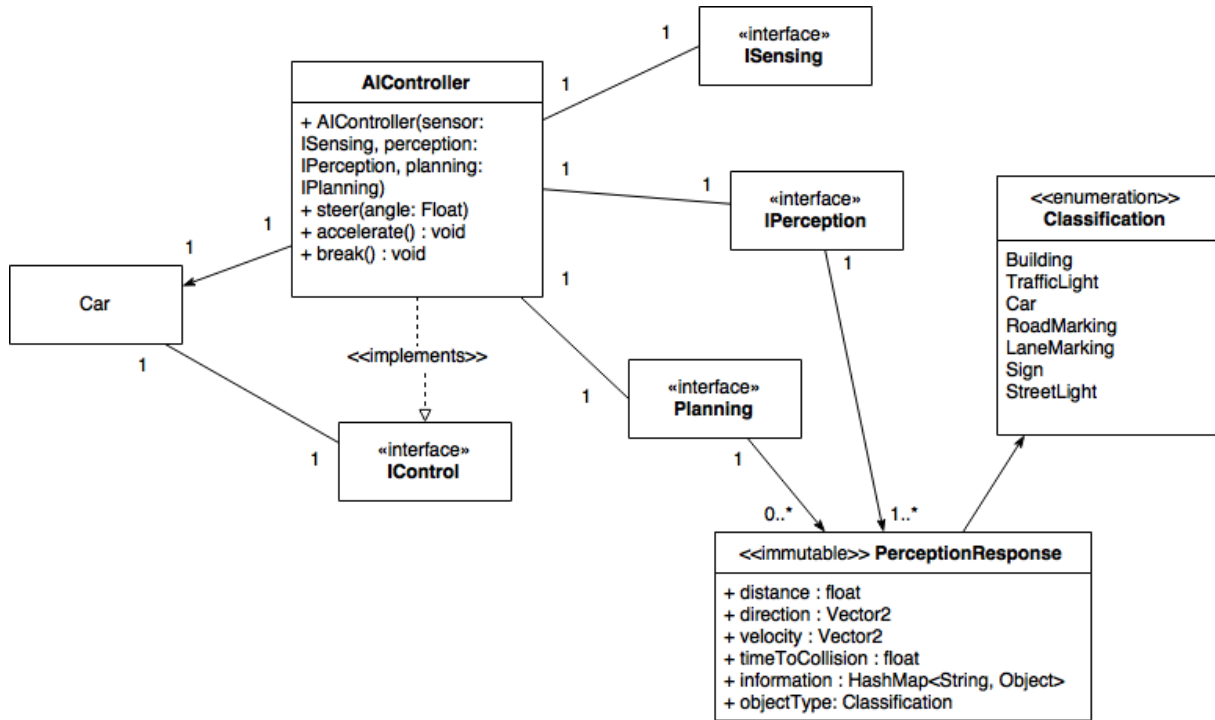 1
«interface»
ISensing
1
AIController
+ AIController(sensor:
ISensing, perception:
IPerception, planning:
IPlanning)
+ steer(angle: Float)
+ accelerate() : void
+ break() : void
1
1
«interface»
IPerception
1
<<enumeration>>
Classification
Building
TrafficLight
Car
RoadMarking
LaneMarking
Sign
StreetLight
1
1
Car
1
1
<<implements>>
«interface»
IControl
1
1
«interface»
Planning
1
1
0..*
1..*
<<immutable>> PerceptionResponse
+ distance : float
+ direction : Vector2
+ velocity : Vector2
+ timeToCollision : float
+ information : HashMap<String, Object>
+ objectType: Classification